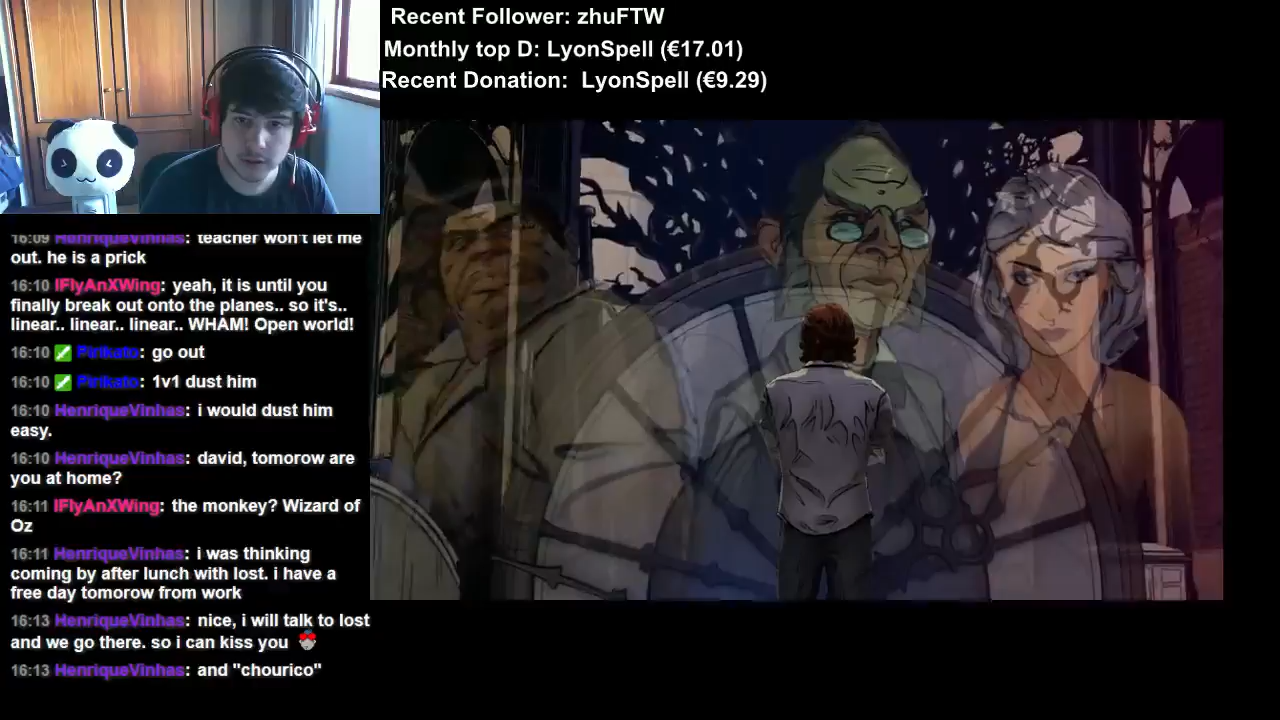 Recent Follower: zhuFTW
Monthly top D: LyonSpell (€17.01)
Recent Donation: LyonSpell (€9.29)
16:09 HenriqueVinhas: teacher won't let me
out. he is a prick
16:10 IFlyAnXWing: yeah, it is until you
finally break out onto the planes.. so it's..
linear.. linear.. linear.. WHAM! Open world!
16:10 Pirikato: go out
16:10 Pirikato: 1v1 dust him
16:10 HenriqueVinhas: i would dust him
easy.
16:10 HenriqueVinhas: david, tomorow are
you at home?
16:11 IFlyAnXWing: the monkey? Wizard of
Oz
16:11 HenriqueVinhas: i was thinking
coming by after lunch with lost. i have a
free day tomorow from work
16:13 HenriqueVinhas: nice, i will talk to lost
and we go there. so i can kiss you
16:13 HenriqueVinhas: and "chourico"